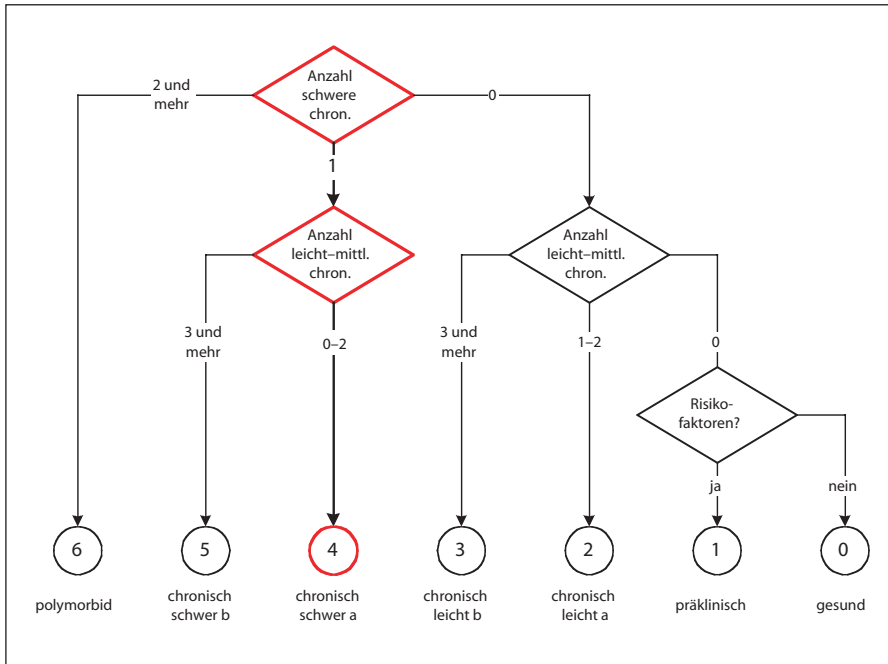 Anzahl
schwere
chron.
2 und
mehr
0
1
Anzahl
leicht–mittl.
chron.
Anzahl
leicht–mittl.
chron.
3 und
mehr
0–2
3 und
mehr
1–2
0
Risiko-
faktoren?
ja
nein
6
5
4
3
2
1
0
polymorbid
chronisch
schwer b
chronisch
schwer a
chronisch
leicht b
chronisch
leicht a
präklinisch
gesund